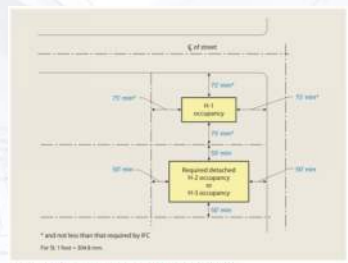 ℄ of street
75' min*
75' min*
75' min*
H-1
occupancy
75' min*
50' min
50' min
Required detached
H-2 occupancy
or
H-3 occupancy
50' min
50' min
* and not less than that required by IFC
For SI: 1 foot = 304.8 mm